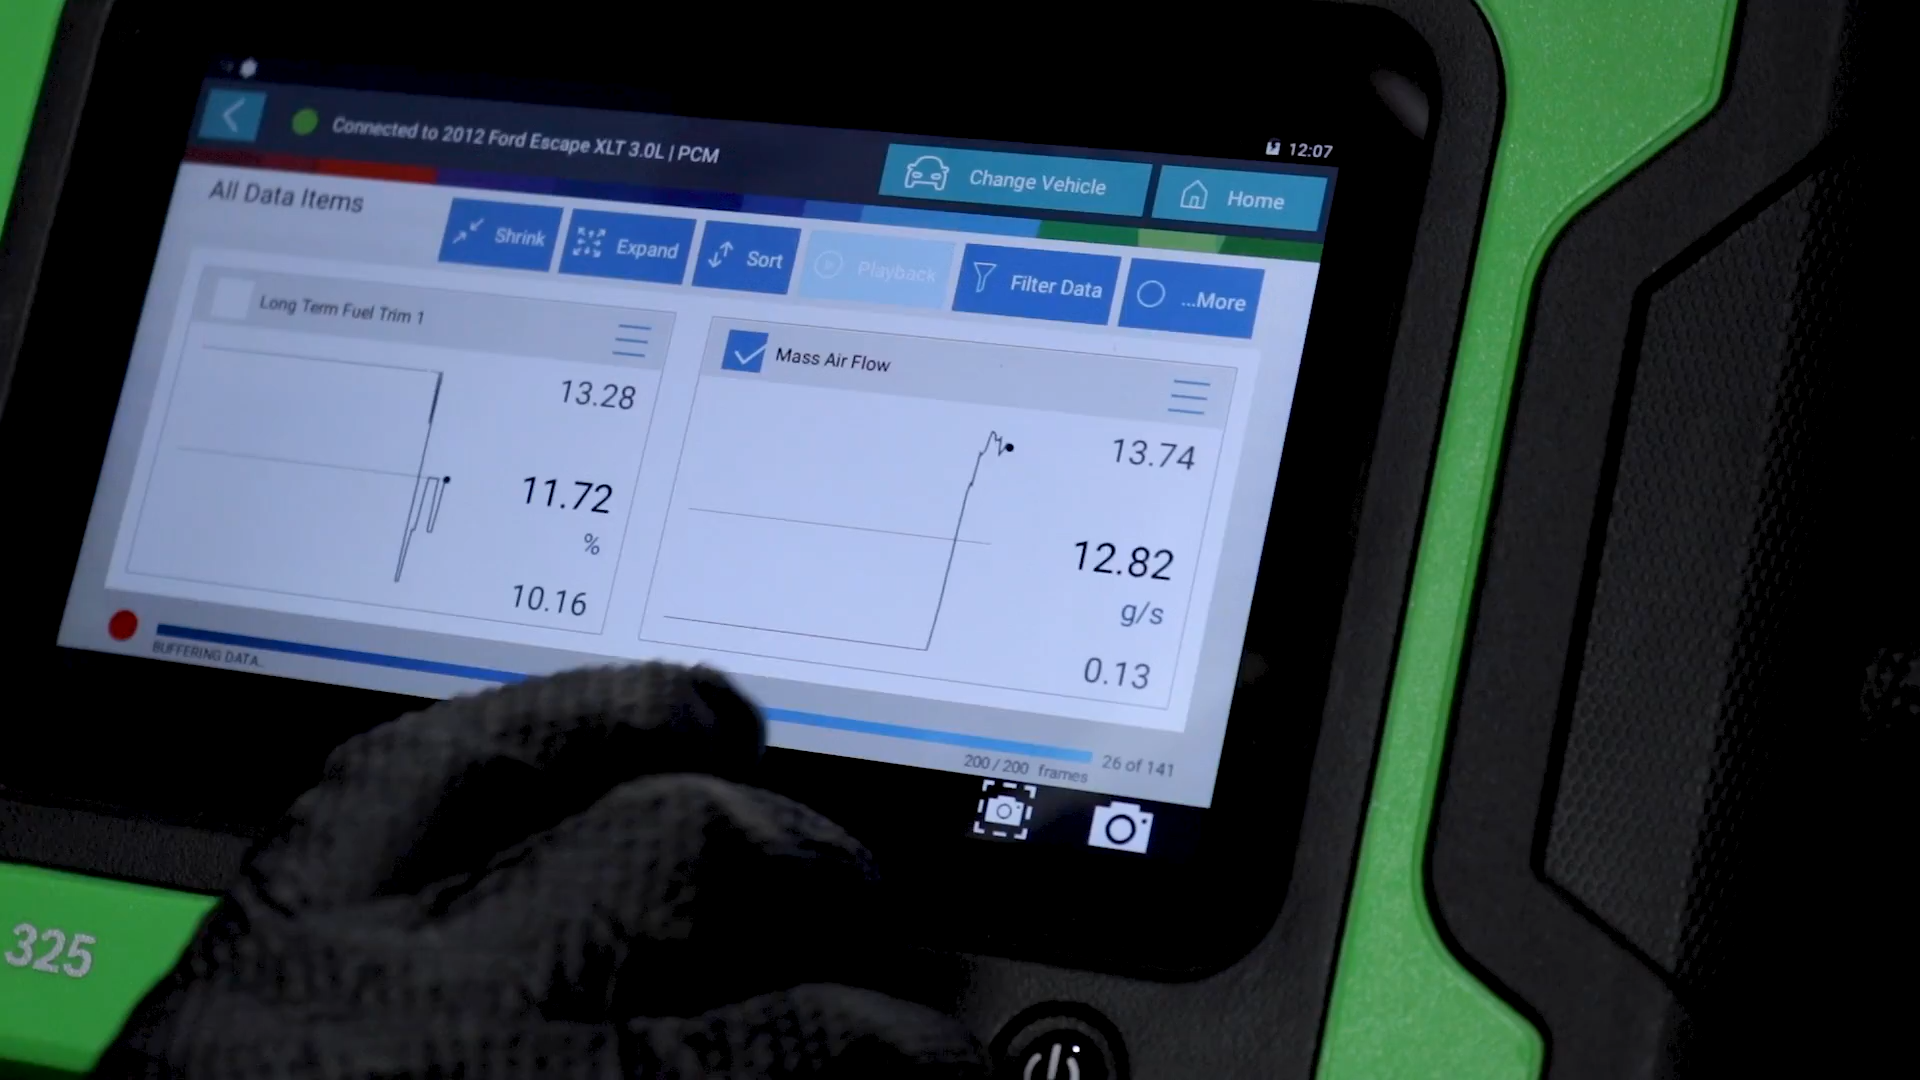 12:07
Connected to 2012 Ford Escape XLT 3.0L | PCM
Change Vehicle
Home
All Data Items
Shrink
Expand
Sort
Playback
Filter Data
...More
Long Term Fuel Trim 1
13.28
11.72
%
10.16
Mass Air Flow
13.74
12.82
g/s
0.13
BUFFERING DATA..
200 / 200 frames
26 of 141
325